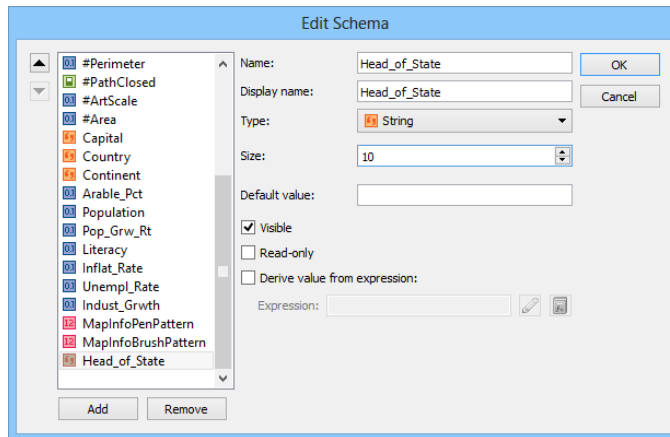 Edit Schema
#Perimeter
#PathClosed
#ArtScale
#Area
Capital
Country
Continent
Arable_Pct
Population
Pop_Grw_Rt
Literacy
Inflat_Rate
Unempl_Rate
Indust_Grwth
MapInfoPenPattern
MapInfoBrushPattern
Head_of_State
Add Remove
Name: Head_of_State
Display name: Head_of_State
Type: String
Size: 10
Default value:
Visible
Read-only
Derive value from expression:
Expression:
OK
Cancel